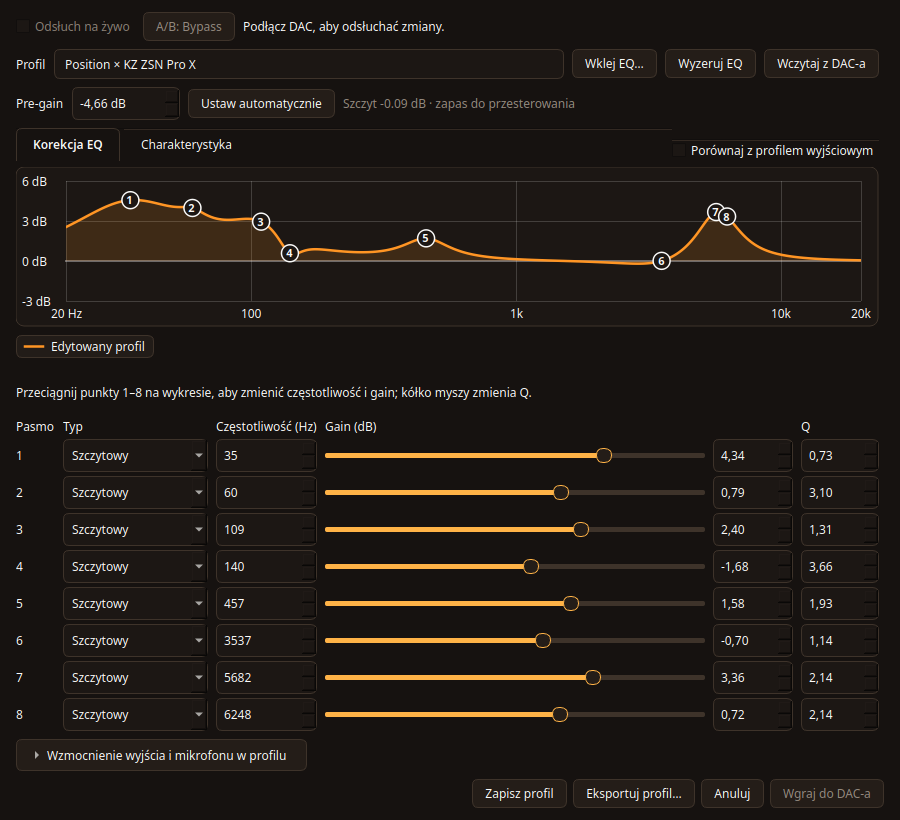 Odsłuch na żywo A/B: Bypass Podłącz DAC, aby odsłuchać zmiany.
Profil Position × KZ ZSN Pro X Wklej EQ... Wyzeruj EQ Wczytaj z DAC-a
Pre-gain -4,66 dB Ustaw automatycznie Szczyt -0.09 dB · zapas do przesterowania
Korekcja EQ Charakterystyka Porównaj z profilem wyjściowym
6 dB
3 dB
0 dB
-3 dB
1 2 3 4 5 6 7 8
20 Hz 100 1k 10k 20k
Edytowany profil
Przeciągnij punkty 1–8 na wykresie, aby zmienić częstotliwość i gain; kółko myszy zmienia Q.
Pasmo Typ Częstotliwość (Hz) Gain (dB) Q
1 Szczytowy 35 4,34 0,73
2 Szczytowy 60 0,79 3,10
3 Szczytowy 109 2,40 1,31
4 Szczytowy 140 -1,68 3,66
5 Szczytowy 457 1,58 1,93
6 Szczytowy 3537 -0,70 1,14
7 Szczytowy 5682 3,36 2,14
8 Szczytowy 6248 0,72 2,14
Wzmocnienie wyjścia i mikrofonu w profilu
Zapisz profil Eksportuj profil... Anuluj Wgraj do DAC-a